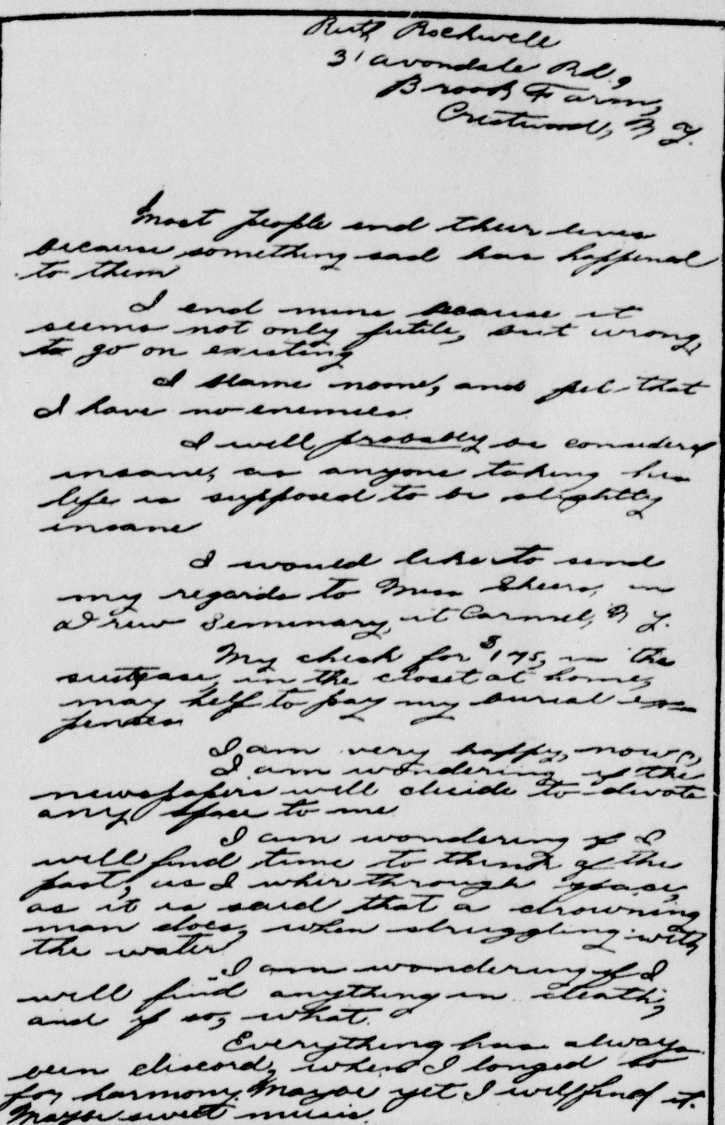 Ruth Rockwell
31 Avondale Rd,
Brook Farm,
Crestwood, N Y.
Most people end their lives
because something sad has happened
to them
I end mine because it
seems not only futile, but wrong,
to go on existing
I blame noone, and feel that
I have no enemies.
I will probably be considered
insane, as anyone taking his
life is supposed to be slightly
insane
I would like to send
my regards to Miss in
Drew Seminary, at Carmel, N Y.
My check for $175, in the
suitcase, in the closet at home,
may help to pay my burial ex-
penses
I am very happy, now,
I am wondering if the
newspapers will decide to devote
any space to me
I am wondering if I
will find time to think of the
past, as I whir through space,
as it is said that a drowning
man does, when struggling with
the water.
I am wondering if I
will find anything in death,
and if so, what.
Everything has always
been discord, when I longed so
for harmony. Maybe yet I will find it.
Maybe sweet music.